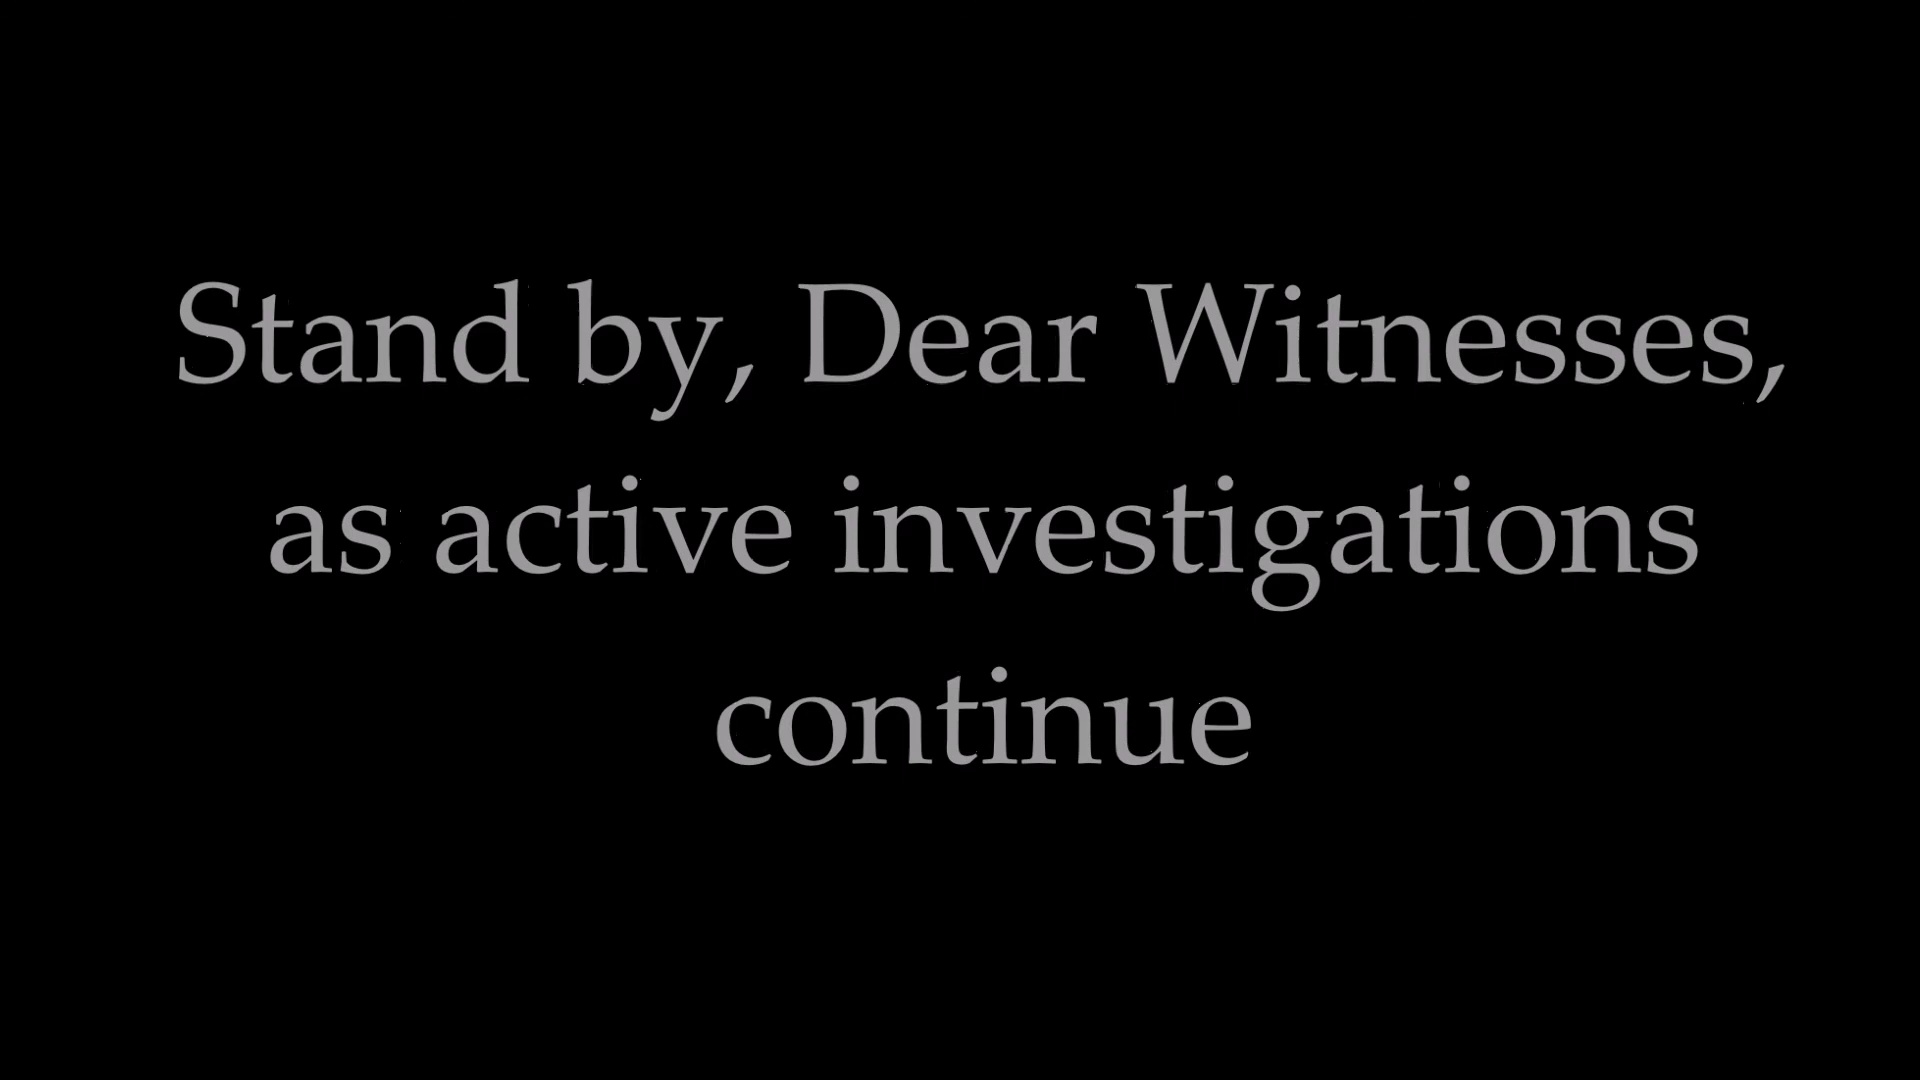 Stand by, Dear Witnesses,
as active investigations
continue